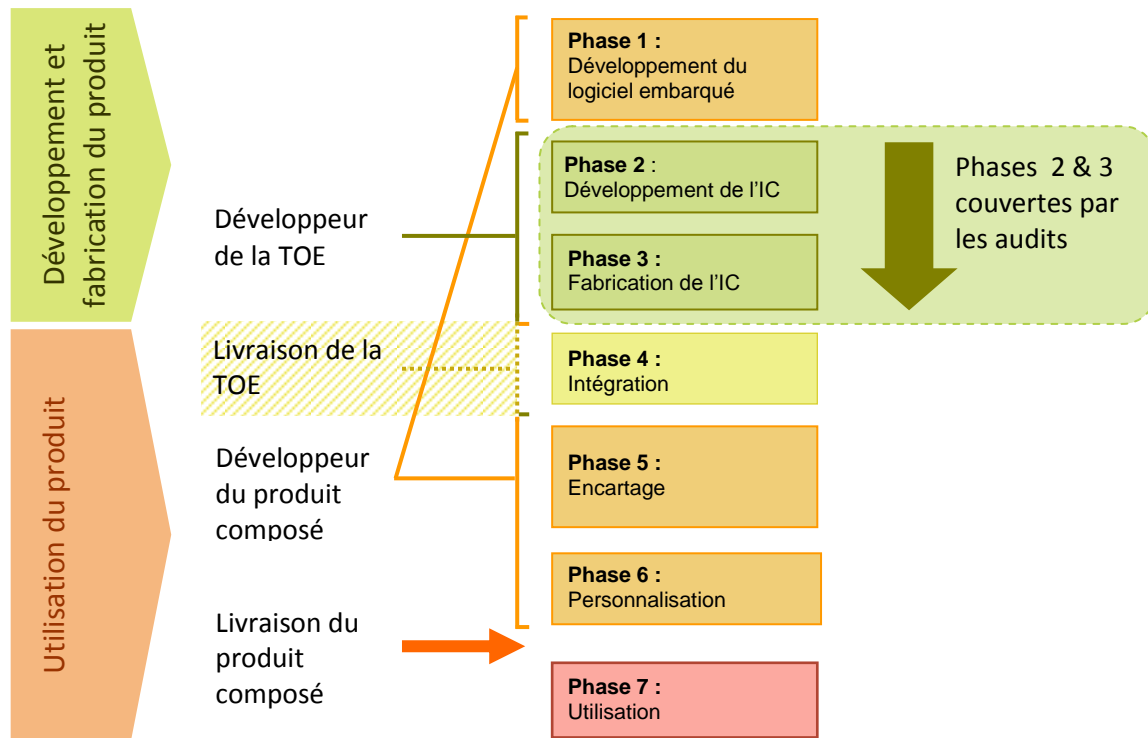 Développement et
fabrication du produit
Utilisation du produit
Développeur
de la TOE
Livraison de la
TOE
Développeur
du produit
composé
Livraison du
produit
composé
Phase 1 :
Développement du
logiciel embarqué
Phase 2 :
Développement de l'IC
Phase 3 :
Fabrication de l'IC
Phases 2 & 3
couvertes par
les audits
Phase 4 :
Intégration
Phase 5 :
Encartage
Phase 6 :
Personnalisation
Phase 7 :
Utilisation